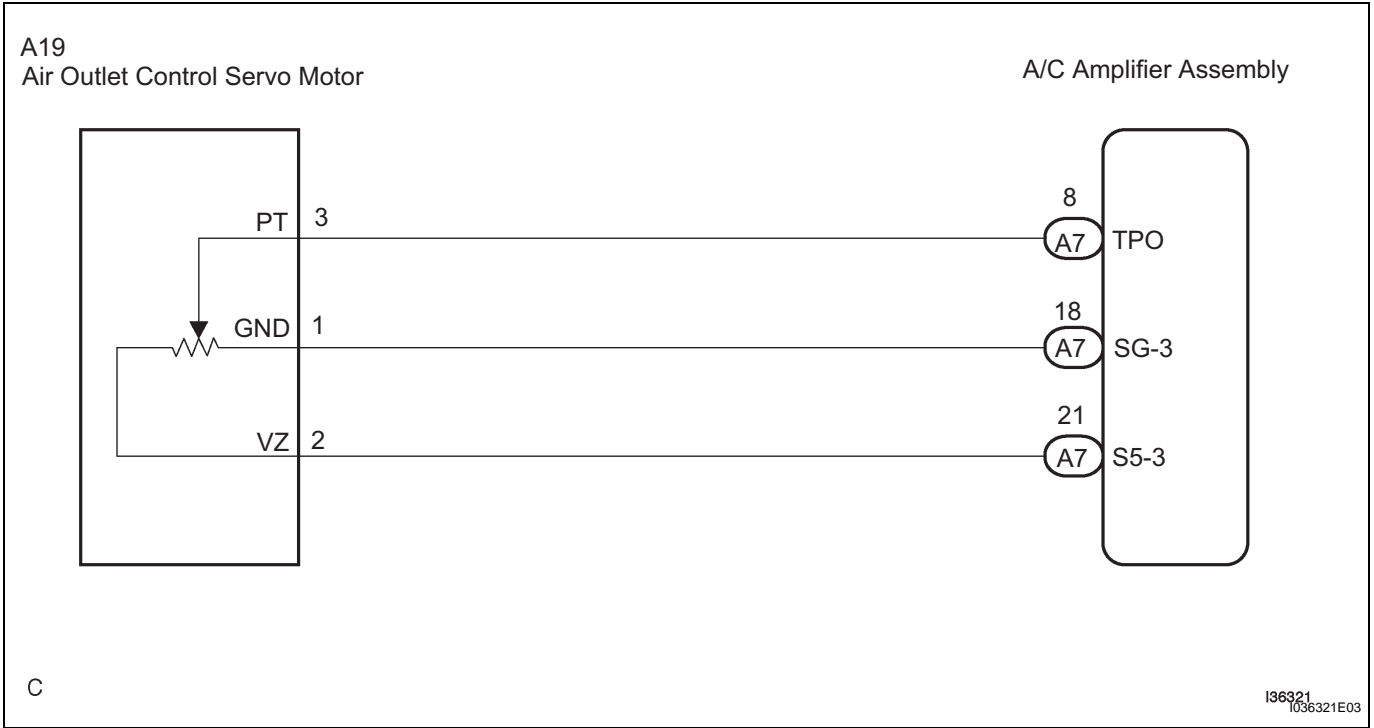 A19
Air Outlet Control Servo Motor
A/C Amplifier Assembly
PT 3
8
A7 TPO
GND 1
18
A7 SG-3
VZ 2
21
A7 S5-3
C
I36321
I036321E03